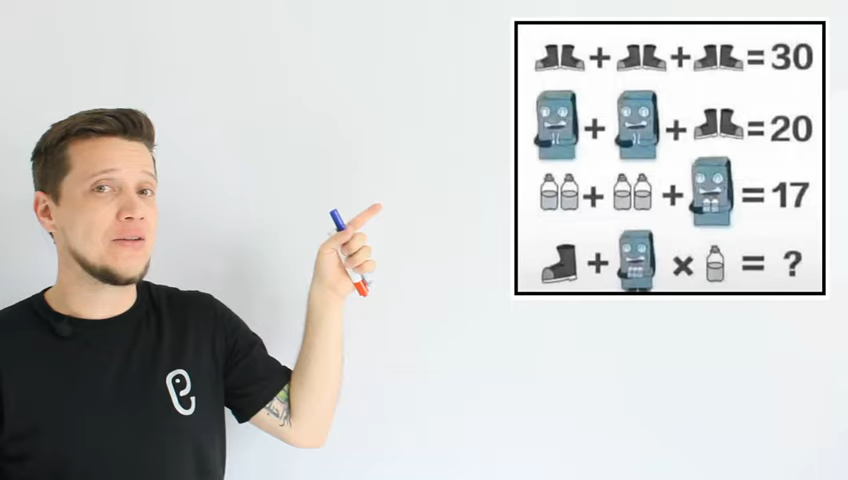 + + = 30
+ + = 20
+ + = 17
+ × = ?